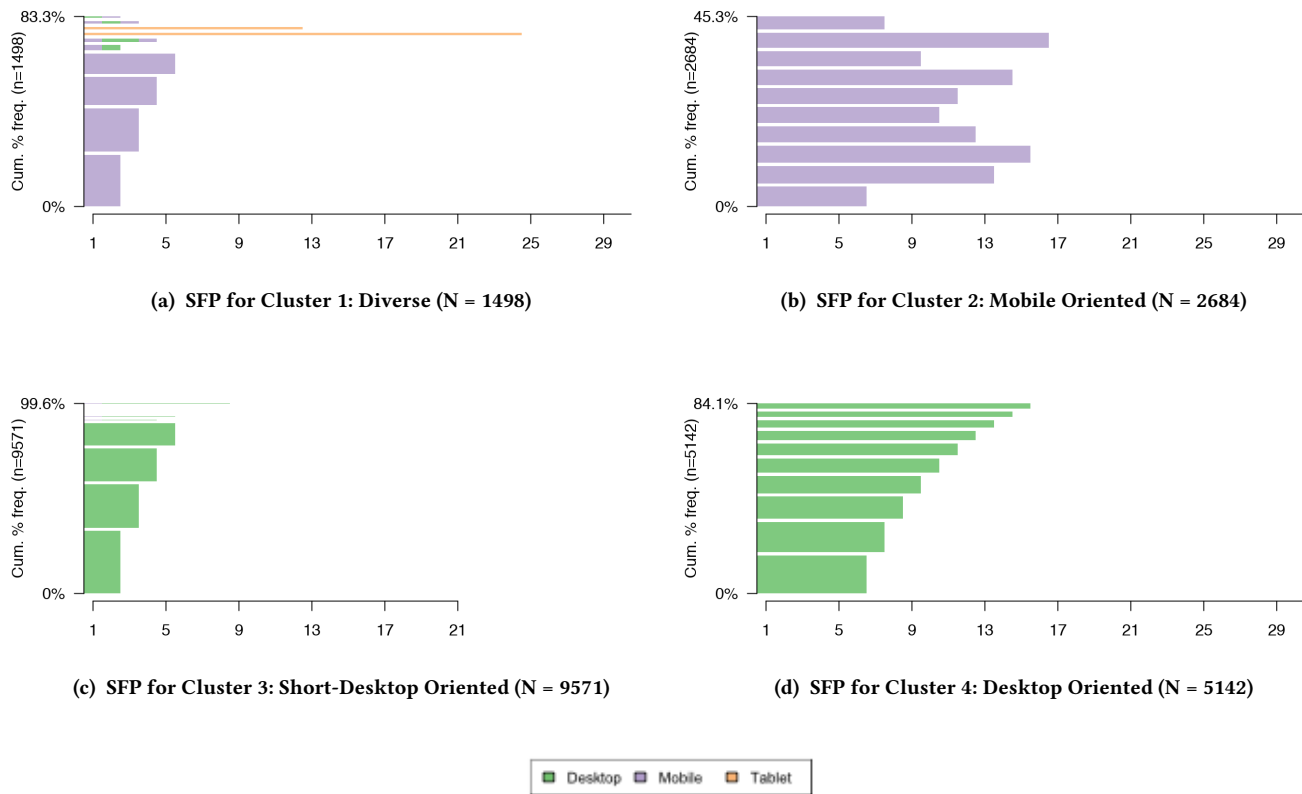 83.3%
Cum. % freq. (n=1498)
0%
1 5 9 13 17 21 25 29
(a) SFP for Cluster 1: Diverse (N = 1498)
45.3%
Cum. % freq. (n=2684)
0%
1 5 9 13 17 21 25 29
(b) SFP for Cluster 2: Mobile Oriented (N = 2684)
99.6%
Cum. % freq. (n=9571)
0%
1 5 9 13 17 21
(c) SFP for Cluster 3: Short-Desktop Oriented (N = 9571)
84.1%
Cum. % freq. (n=5142)
0%
1 5 9 13 17 21 25 29
(d) SFP for Cluster 4: Desktop Oriented (N = 5142)
Desktop Mobile Tablet